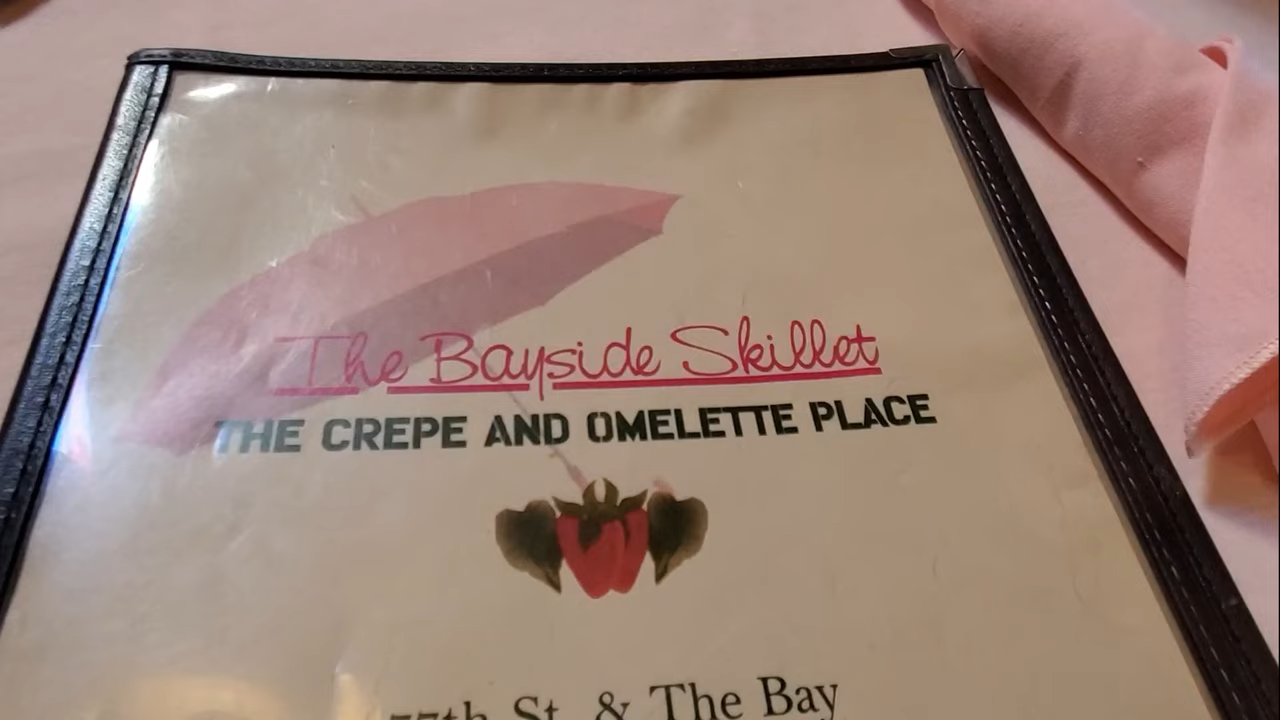 The Bayside Skillet
THE CREPE AND OMELETTE PLACE
St. & The Bay